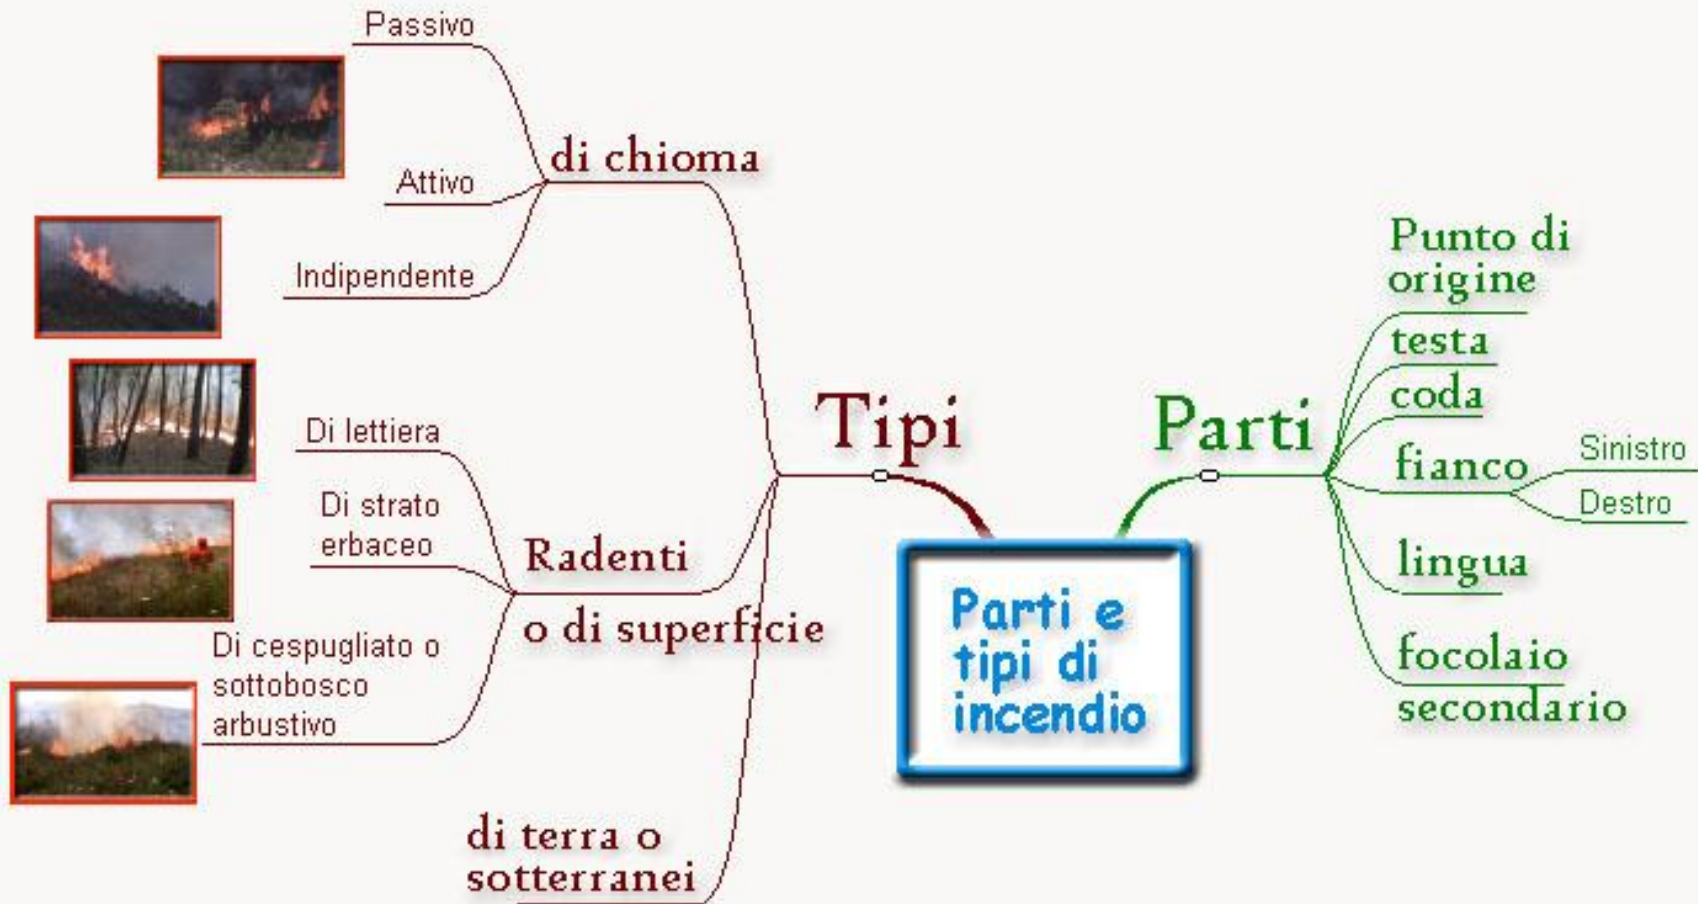 Passivo
di chioma
Attivo
Indipendente
Tipi
Di lettiera
Di strato
erbaceo
Radenti
o di superficie
Di cespugliato o
sottobosco
arbustivo
di terra o
sotterranei
Parti e
tipi di
incendio
Parti
Punto di
origine
testa
coda
fianco
Sinistro
Destro
lingua
focolaio
secondario